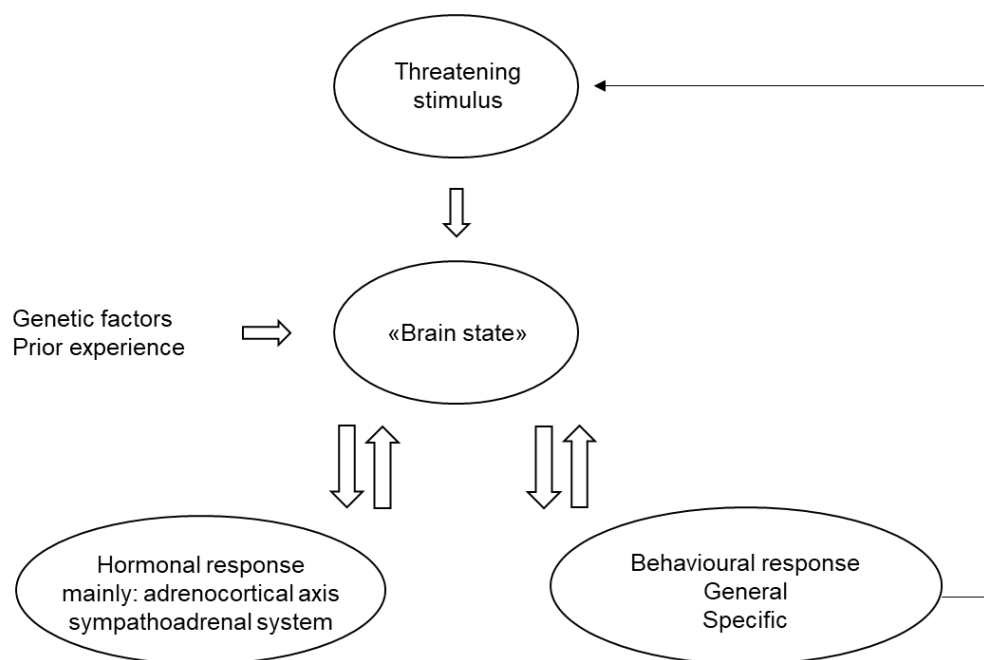 Threatening
stimulus
Genetic factors
Prior experience
«Brain state»
Hormonal response
mainly: adrenocortical axis
sympathoadrenal system
Behavioural response
General
Specific